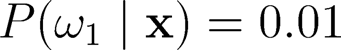 P(ω₁ | x) = 0.01